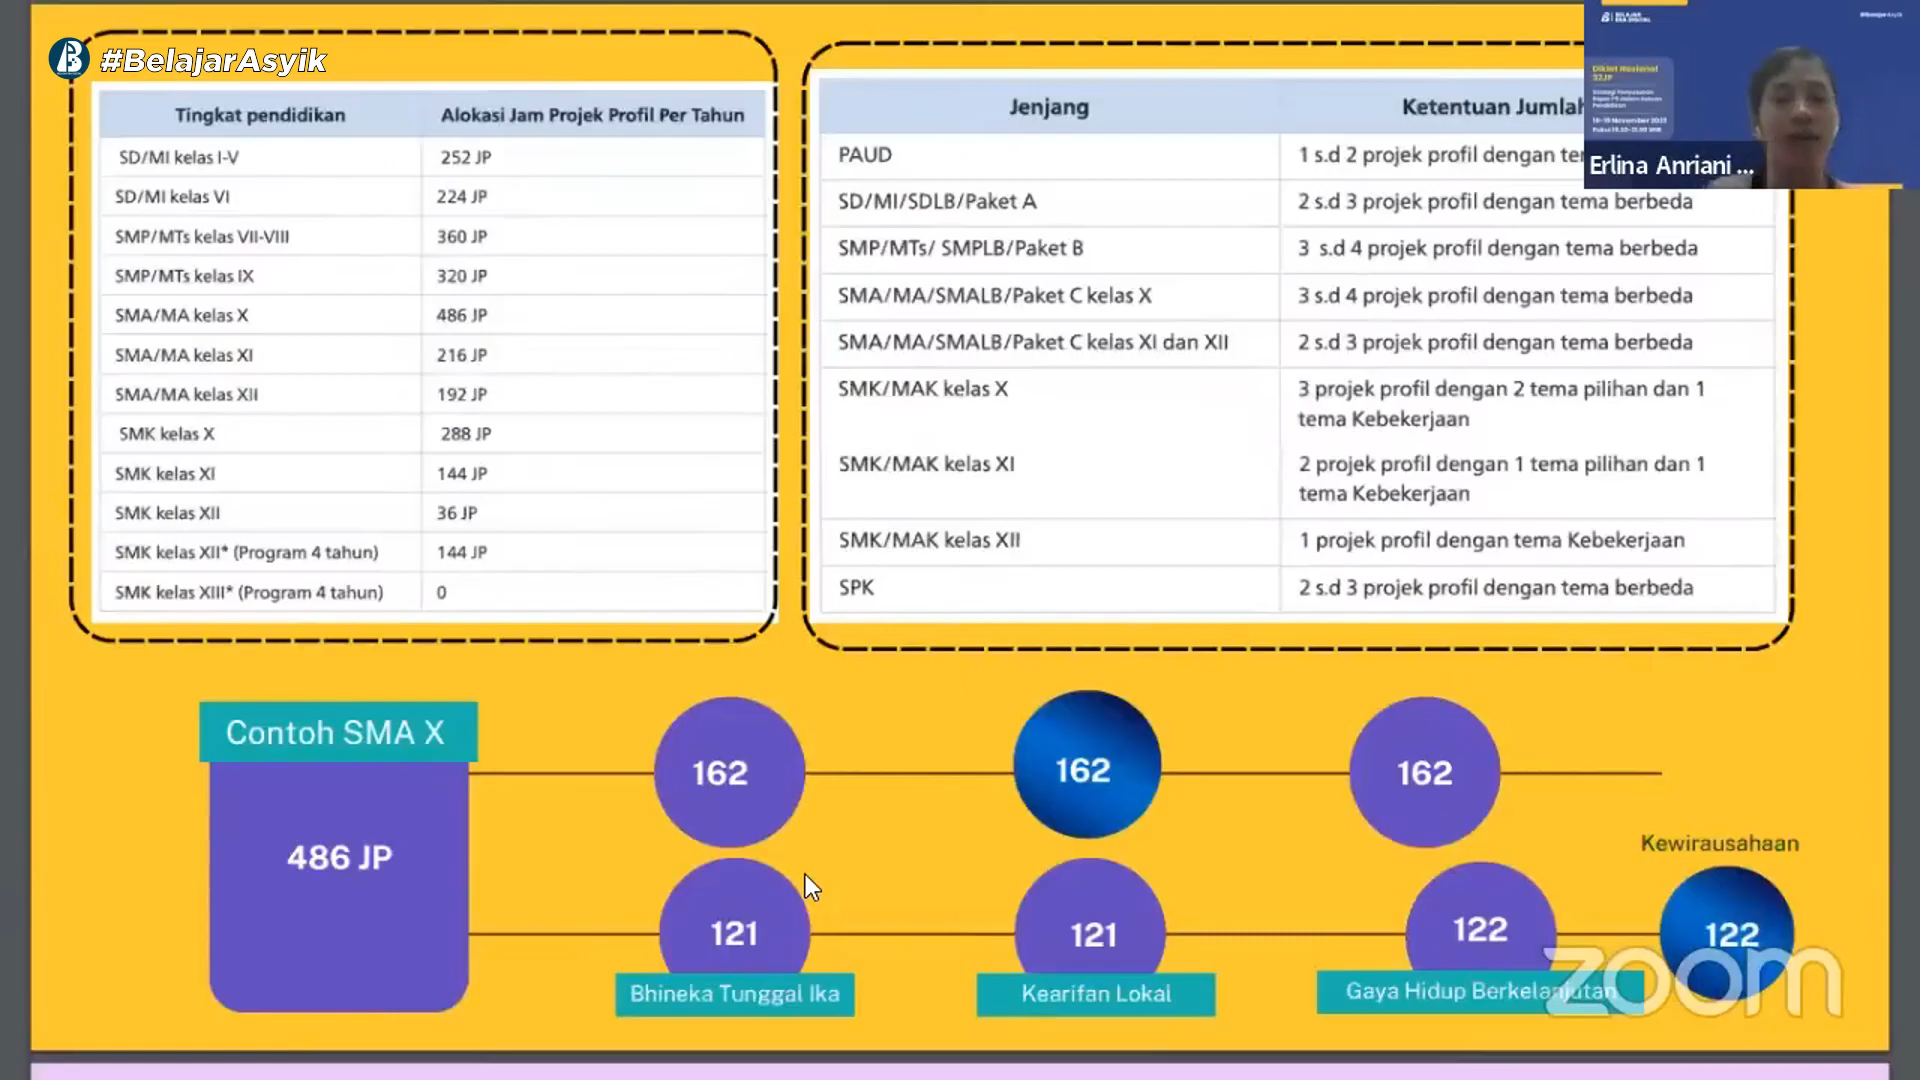 #BelajarAsyik
Tingkat pendidikan Alokasi Jam Projek Profil Per Tahun
SD/MI kelas I-V 252 JP
SD/MI kelas VI 224 JP
SMP/MTs kelas VII-VIII 360 JP
SMP/MTs kelas IX 320 JP
SMA/MA kelas X 486 JP
SMA/MA kelas XI 216 JP
SMA/MA kelas XII 192 JP
SMK kelas X 288 JP
SMK kelas XI 144 JP
SMK kelas XII 36 JP
SMK kelas XII* (Program 4 tahun) 144 JP
SMK kelas XIII* (Program 4 tahun) 0
Jenjang Ketentuan Jumlah
PAUD 1 s.d 2 projek profil dengan te
SD/MI/SDLB/Paket A 2 s.d 3 projek profil dengan tema berbeda
SMP/MTs/ SMPLB/Paket B 3 s.d 4 projek profil dengan tema berbeda
SMA/MA/SMALB/Paket C kelas X 3 s.d 4 projek profil dengan tema berbeda
SMA/MA/SMALB/Paket C kelas XI dan XII 2 s.d 3 projek profil dengan tema berbeda
SMK/MAK kelas X 3 projek profil dengan 2 tema pilihan dan 1
tema Kebekerjaan
SMK/MAK kelas XI 2 projek profil dengan 1 tema pilihan dan 1
tema Kebekerjaan
SMK/MAK kelas XII 1 projek profil dengan tema Kebekerjaan
SPK 2 s.d 3 projek profil dengan tema berbeda
BELAJAR
ERA DIGITAL
#BelajarAsyik
Diklat Nasional
32JP
Erlina Anriani ...
Contoh SMA X
486 JP
162 162 162
Kewirausahaan
121 121 122 122
Bhineka Tunggal Ika Kearifan Lokal Gaya Hidup Berkelanjutan
zoom